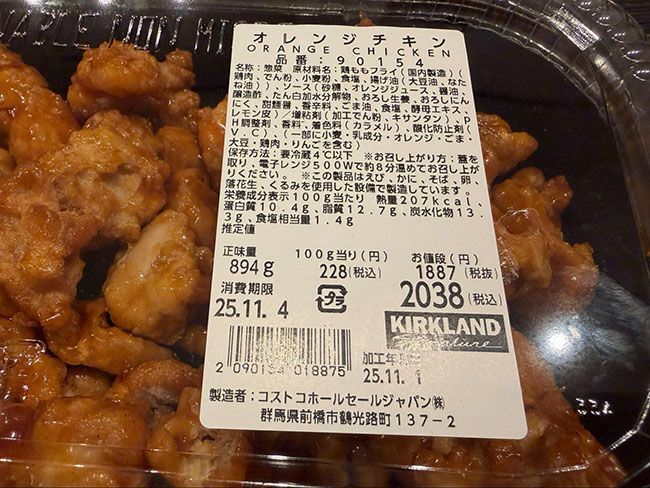 オレンジチキン
ORANGE CHICKEN
品番:90154
名称:惣菜 原材料名:鶏ももフライ(国内製造)(
鶏肉、でん粉、小麦粉、食塩、揚げ油(大豆油、なた
ね油)、ソース(砂糖、オレンジジュース、醤油、
醸造酢、たん白加水分解物、おろし生姜、おろしにん
にく、甜麺醤、香辛料、ごま油、食塩、酵母エキス、
レモン皮)/増粘剤(加工でん粉、キサンタン)、p
H調整剤、香料、着色料(カラメル)、酸化防止剤(
V.C)、(一部に小麦・乳成分・オレンジ・ごま・
大豆・鶏肉・りんごを含む)
保存方法:要冷蔵4℃以下 ※お召し上がり方:蓋を
取り、電子レンジ500Wで約8分温めてお召し上が
りください。※この製品はえび、かに、そば、卵、
落花生、くるみを使用した設備で製造しています。
栄養成分表示100g当たり 熱量207kcal、
蛋白質10.4g、脂質12.7g、炭水化物13.
3g、食塩相当量1.4g
推定値
正味量 100g当り(円) お値段(円)
894g 228(税込) 1887(税抜)
消費期限 プラ 2038(税込)
25.11. 4
KIRKLAND
Signature
加工年月日
2 090154 018875 25.11. 1
製造者:コストコホールセールジャパン㈱
群馬県前橋市鶴光路町137-2